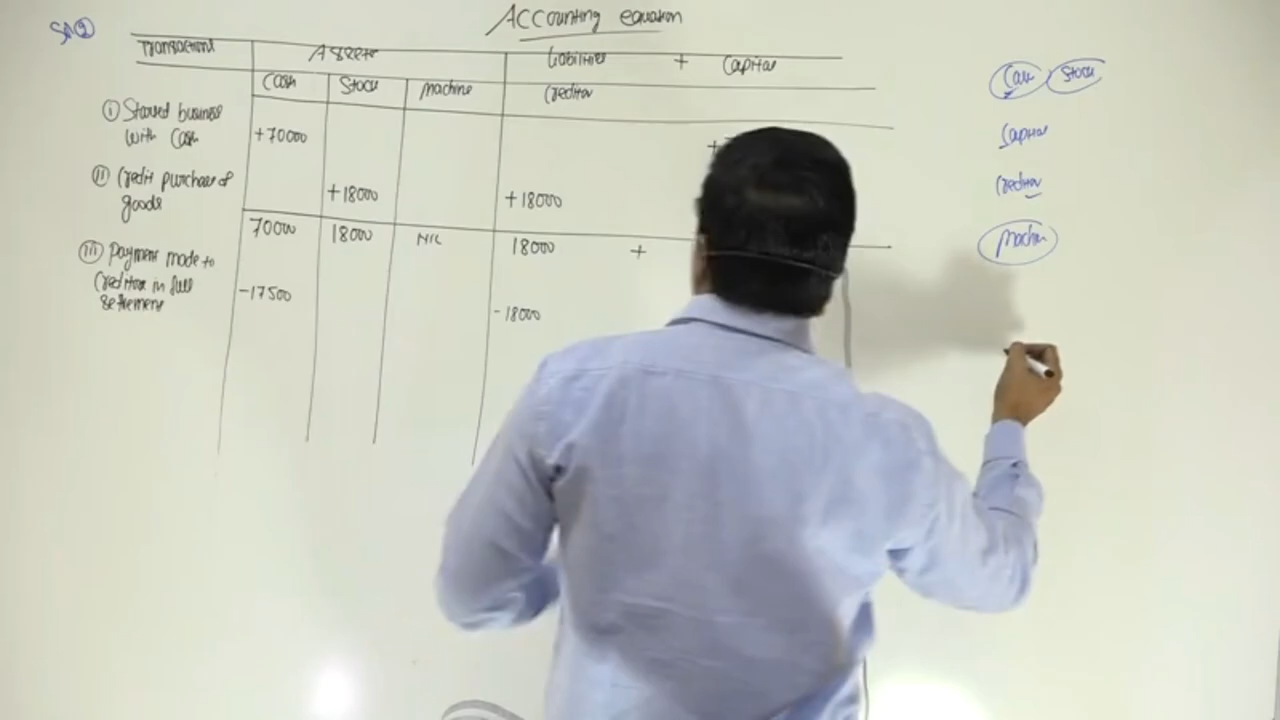 Accounting equation
Transactions
Assets
Liabilities + Capital
Cash Stock Machine Creditor
(i) Started business
with Cash
+70000
+
(ii) Credit purchase of
goods
+18000 +18000
70000 18000 NIL 18000 +
(iii) Payment made to
Creditor in full
settlement
-17500
-18000
Cash Stock
Capital
Creditor
Machin